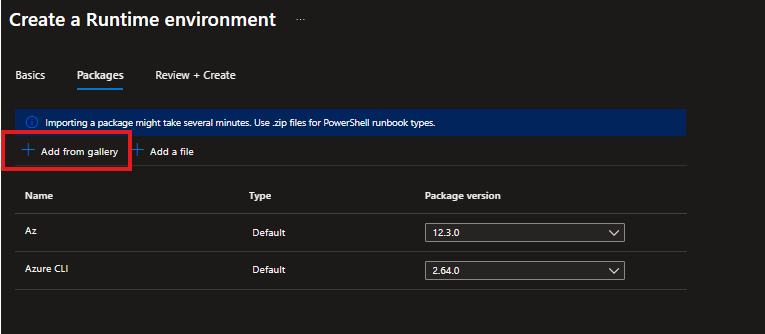 Create a Runtime environment ...
Basics Packages Review + Create
Importing a package might take several minutes. Use .zip files for PowerShell runbook types.
Add from gallery Add a file
Name Type Package version
Az Default 12.3.0
Azure CLI Default 2.64.0